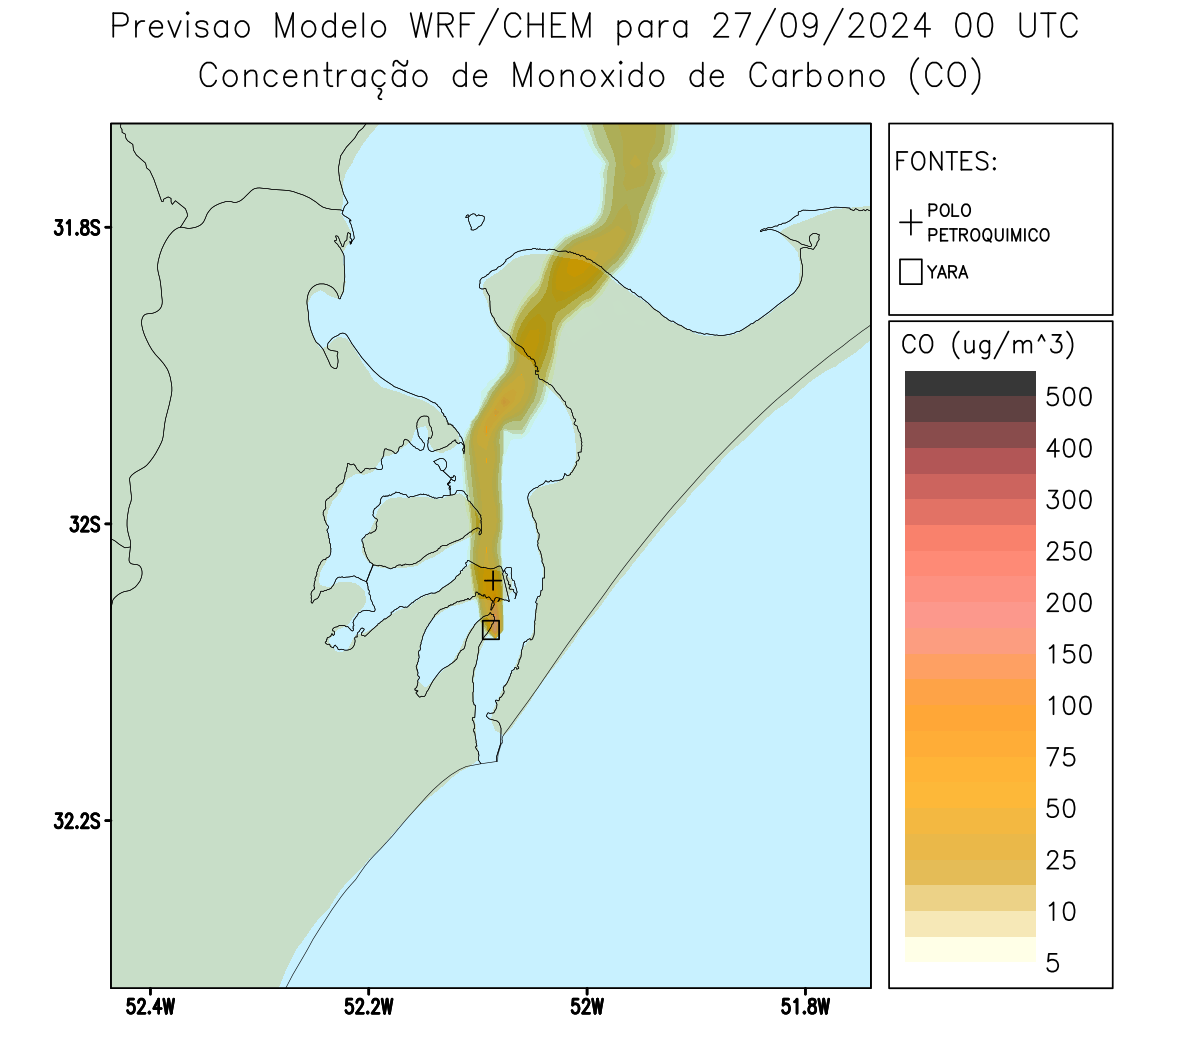 Previsao Modelo WRF/CHEM para 27/09/2024 00 UTC
Concentração de Monoxido de Carbono (CO)
FONTES:
POLO
PETROQUIMICO
YARA
CO (ug/m^3)
500
400
300
250
200
150
100
75
50
25
10
5
31.8S
32S
32.2S
52.4W
52.2W
52W
51.8W